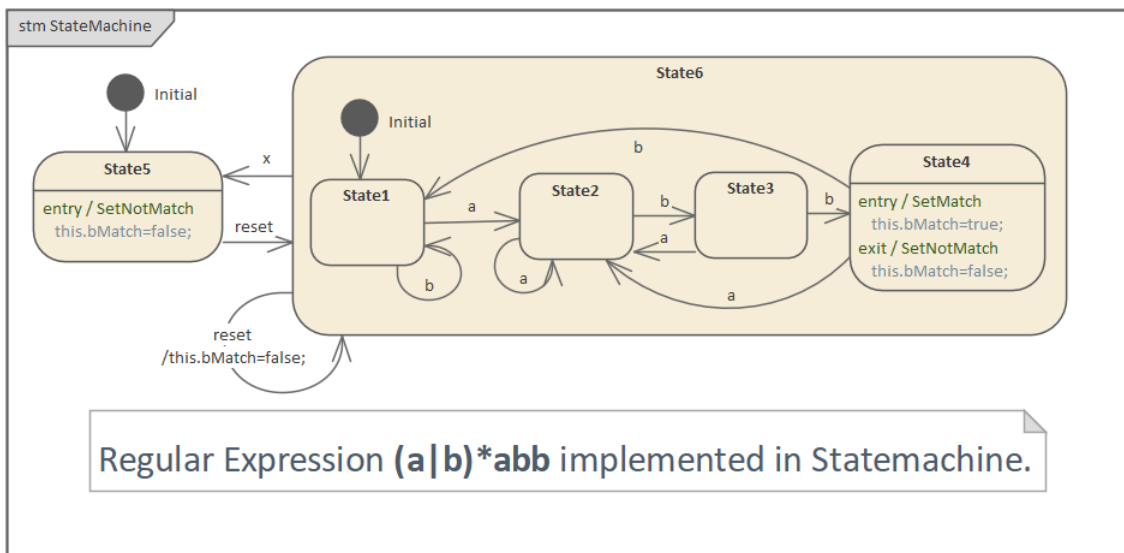 stm StateMachine
State6
Initial
Initial
b
x
State5
State4
State1
State2
State3
entry / SetNotMatch
this.bMatch=false;
a
b
b
entry / SetMatch
this.bMatch=true;
reset
a
exit / SetNotMatch
this.bMatch=false;
b
a
a
reset
/this.bMatch=false;
Regular Expression (a|b)*abb implemented in Statemachine.